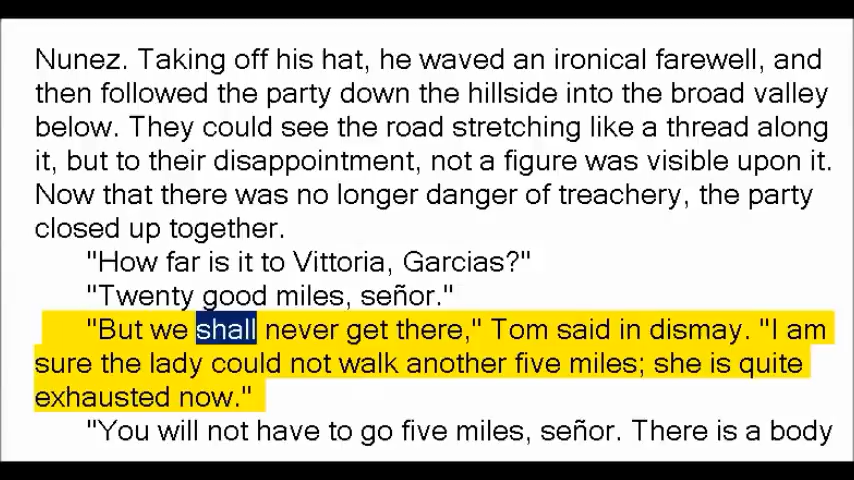 Nunez. Taking off his hat, he waved an ironical farewell, and
then followed the party down the hillside into the broad valley
below. They could see the road stretching like a thread along
it, but to their disappointment, not a figure was visible upon it.
Now that there was no longer danger of treachery, the party
closed up together.
"How far is it to Vittoria, Garcias?"
"Twenty good miles, señor."
"But we shall never get there," Tom said in dismay. "I am
sure the lady could not walk another five miles; she is quite
exhausted now."
"You will not have to go five miles, señor. There is a body